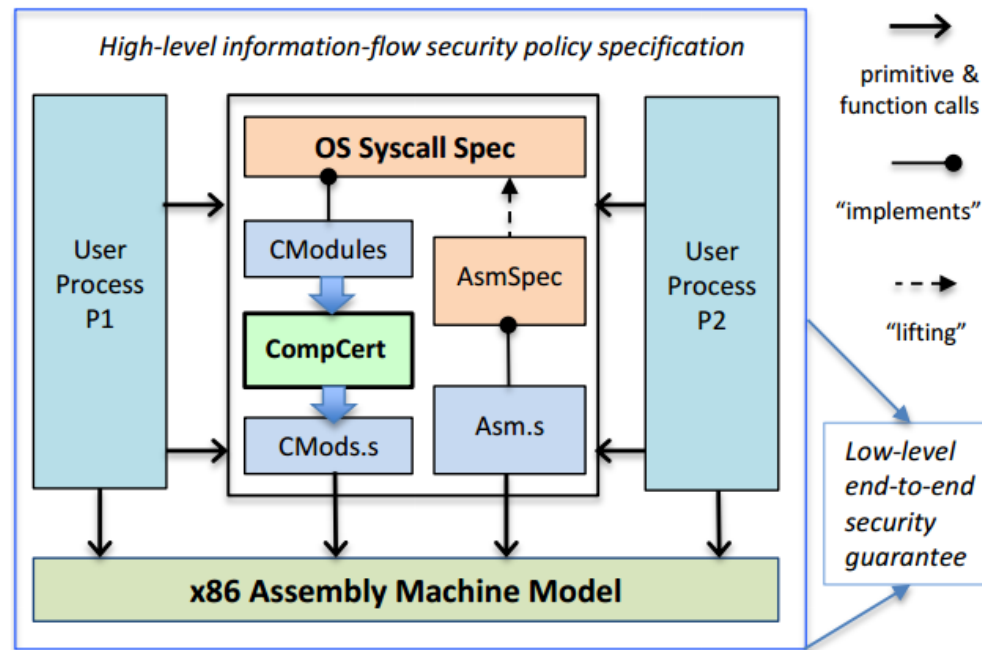 High-level information-flow security policy specification
User
Process
P1
OS Syscall Spec
CModules
CompCert
CMods.s
AsmSpec
Asm.s
User
Process
P2
x86 Assembly Machine Model
primitive &
function calls
“implements”
“lifting”
Low-level
end-to-end
security
guarantee